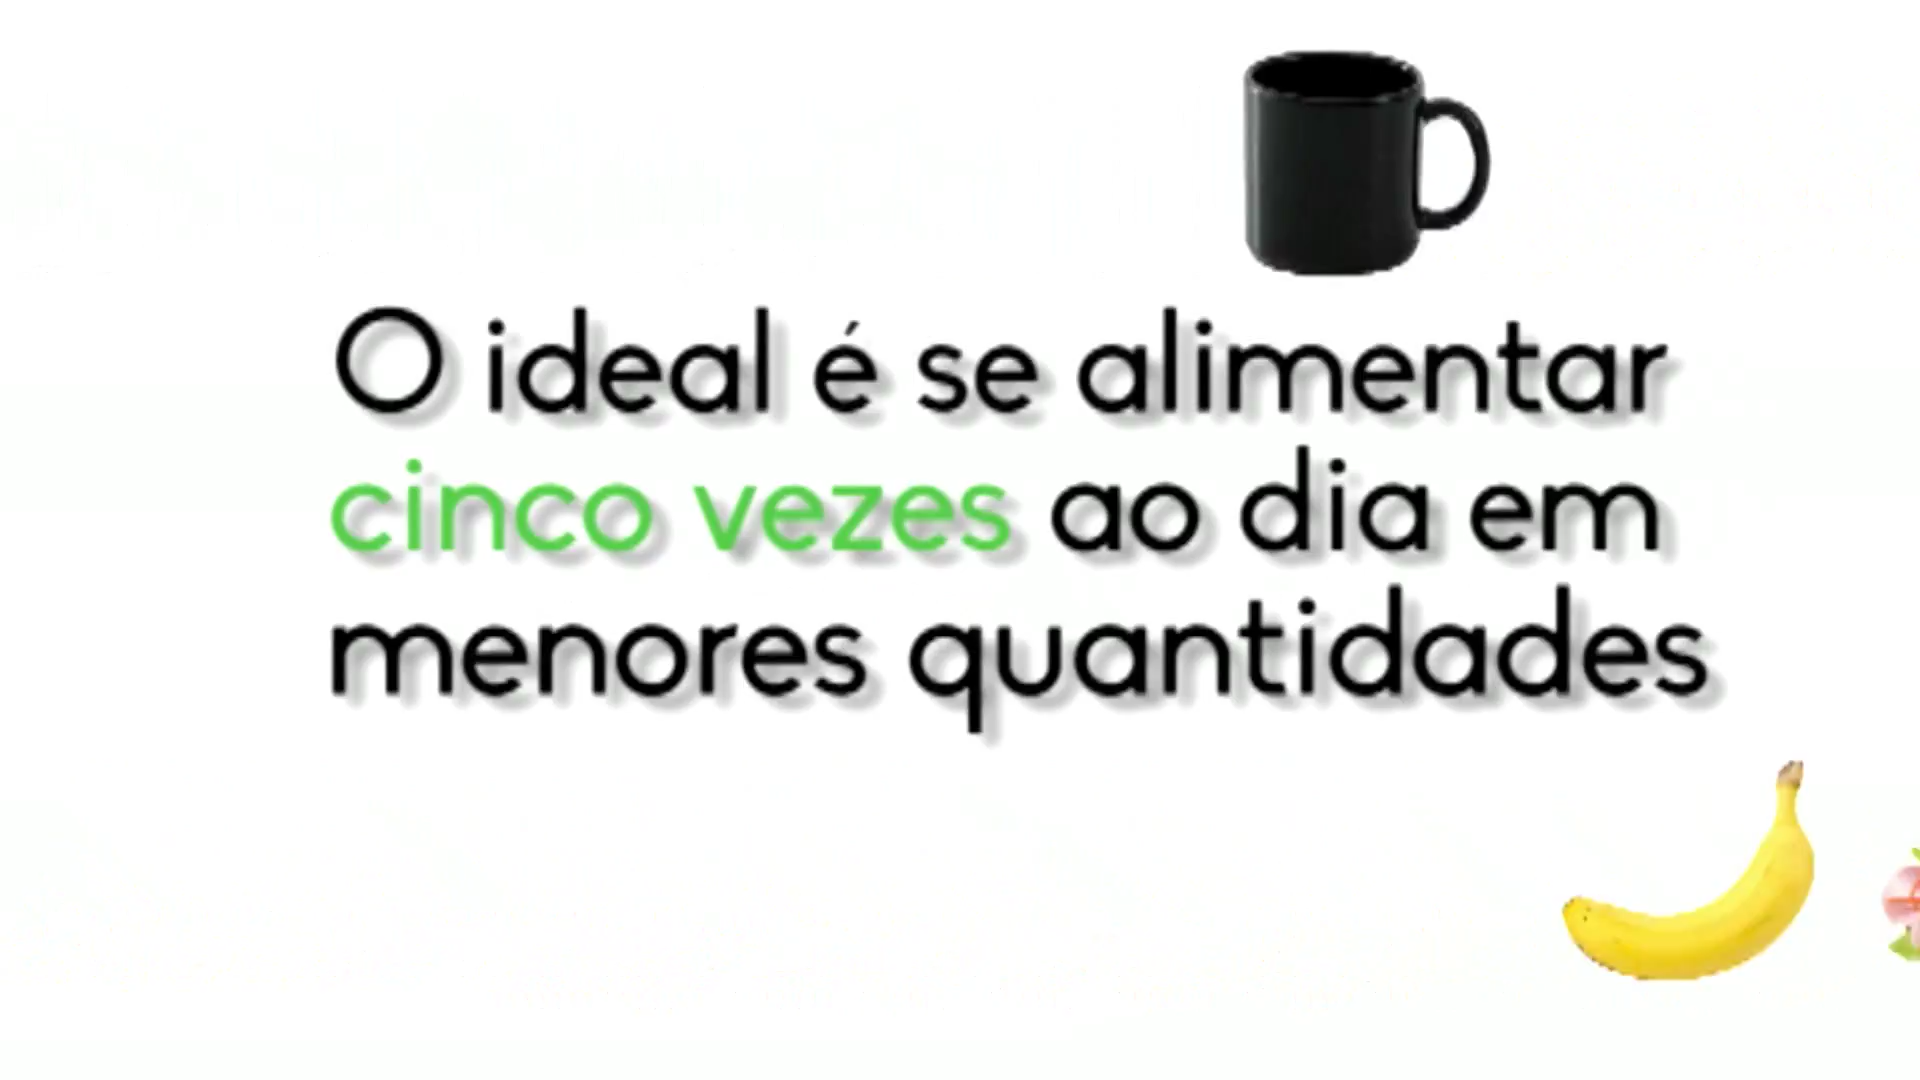 O ideal é se alimentar
cinco vezes ao dia em
menores quantidades